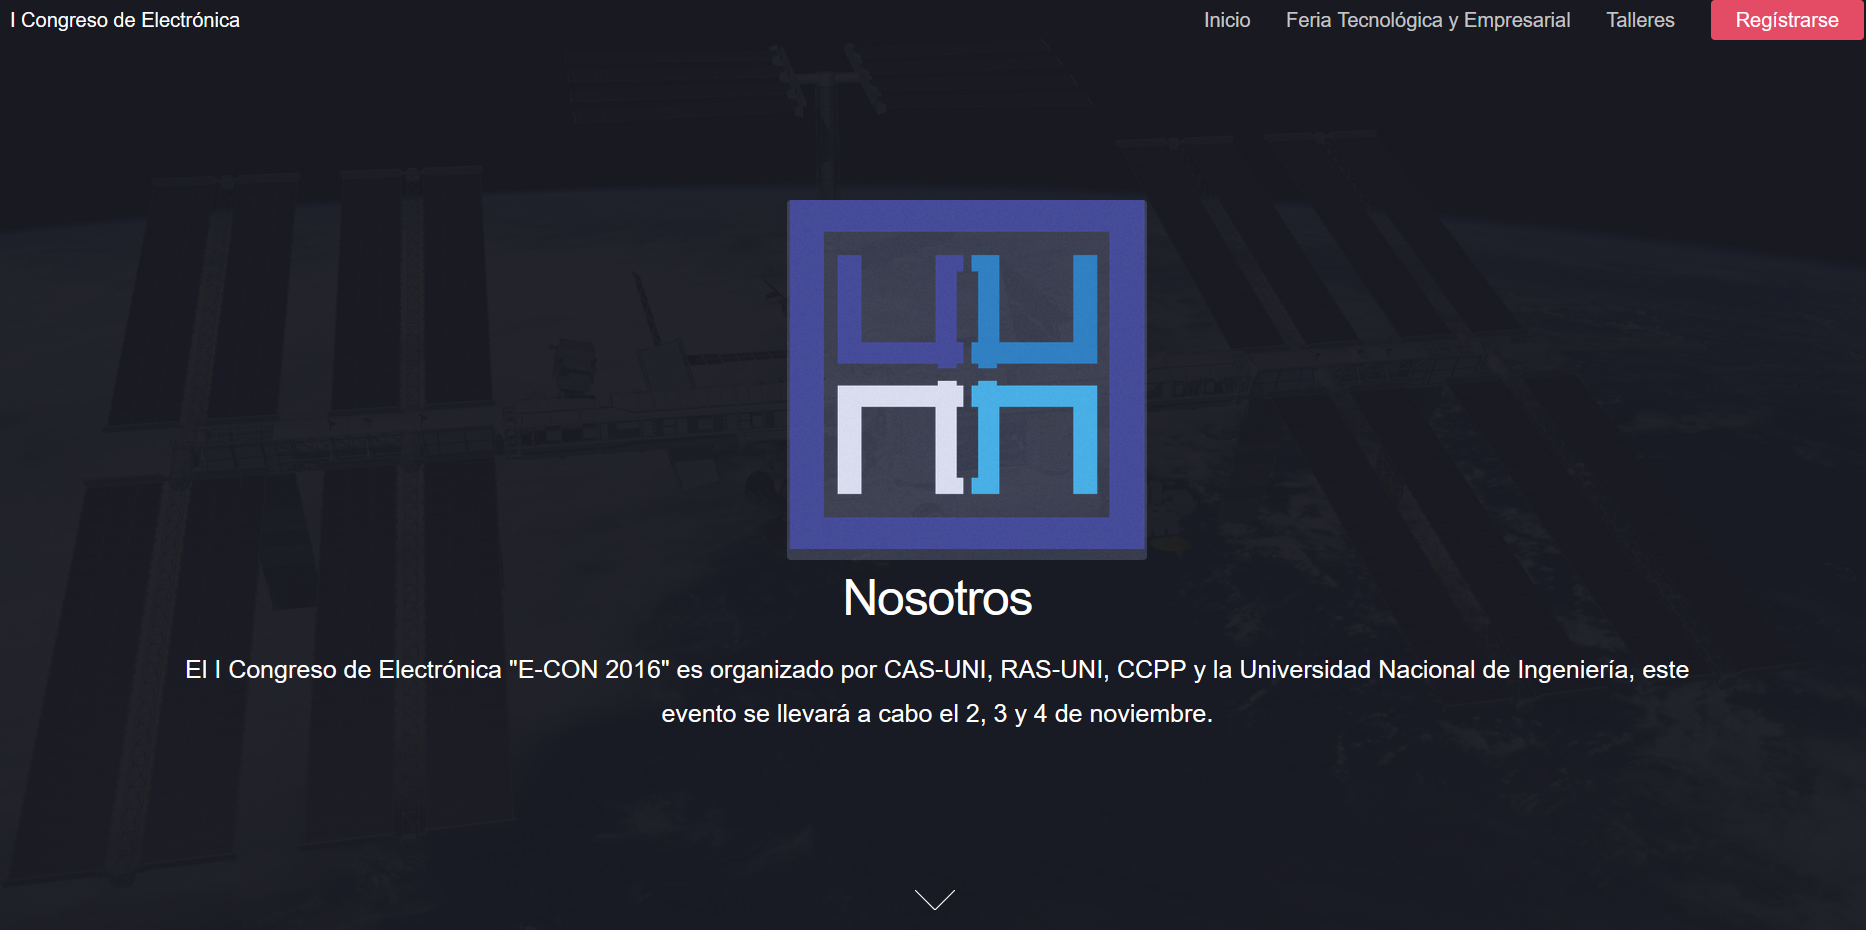 I Congreso de Electrónica
Inicio
Feria Tecnológica y Empresarial
Talleres
Regístrarse
Nosotros
El I Congreso de Electrónica "E-CON 2016" es organizado por CAS-UNI, RAS-UNI, CCPP y la Universidad Nacional de Ingeniería, este
evento se llevará a cabo el 2, 3 y 4 de noviembre.